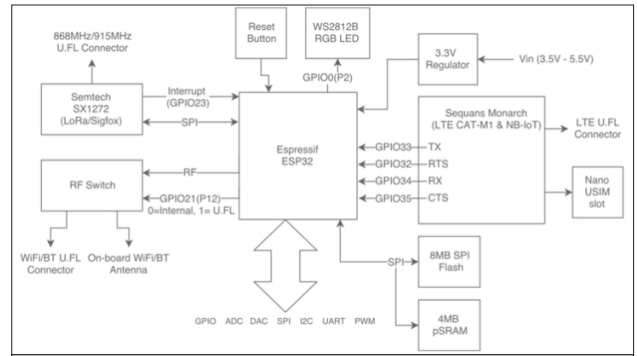 868MHz/915MHz
U.FL Connector
Reset
Button
WS2812B
RGB LED
3.3V
Regulator
Vin (3.5V - 5.5V)
GPIO0(P2)
Semtech
SX1272
(LoRa/Sigfox)
Interrupt
(GPIO23)
SPI
Espressif
ESP32
Sequans Monarch
(LTE CAT-M1 & NB-IoT)
LTE U.FL
Connector
GPIO33 TX
GPIO32 RTS
GPIO34 RX
GPIO35 CTS
Nano
USIM
slot
RF Switch
RF
GPIO21(P12)
0=Internal, 1= U.FL
WiFi/BT U.FL
Connector
On-board WiFi/BT
Antenna
SPI
8MB SPI
Flash
4MB
pSRAM
GPIO ADC DAC SPI I2C UART PWM